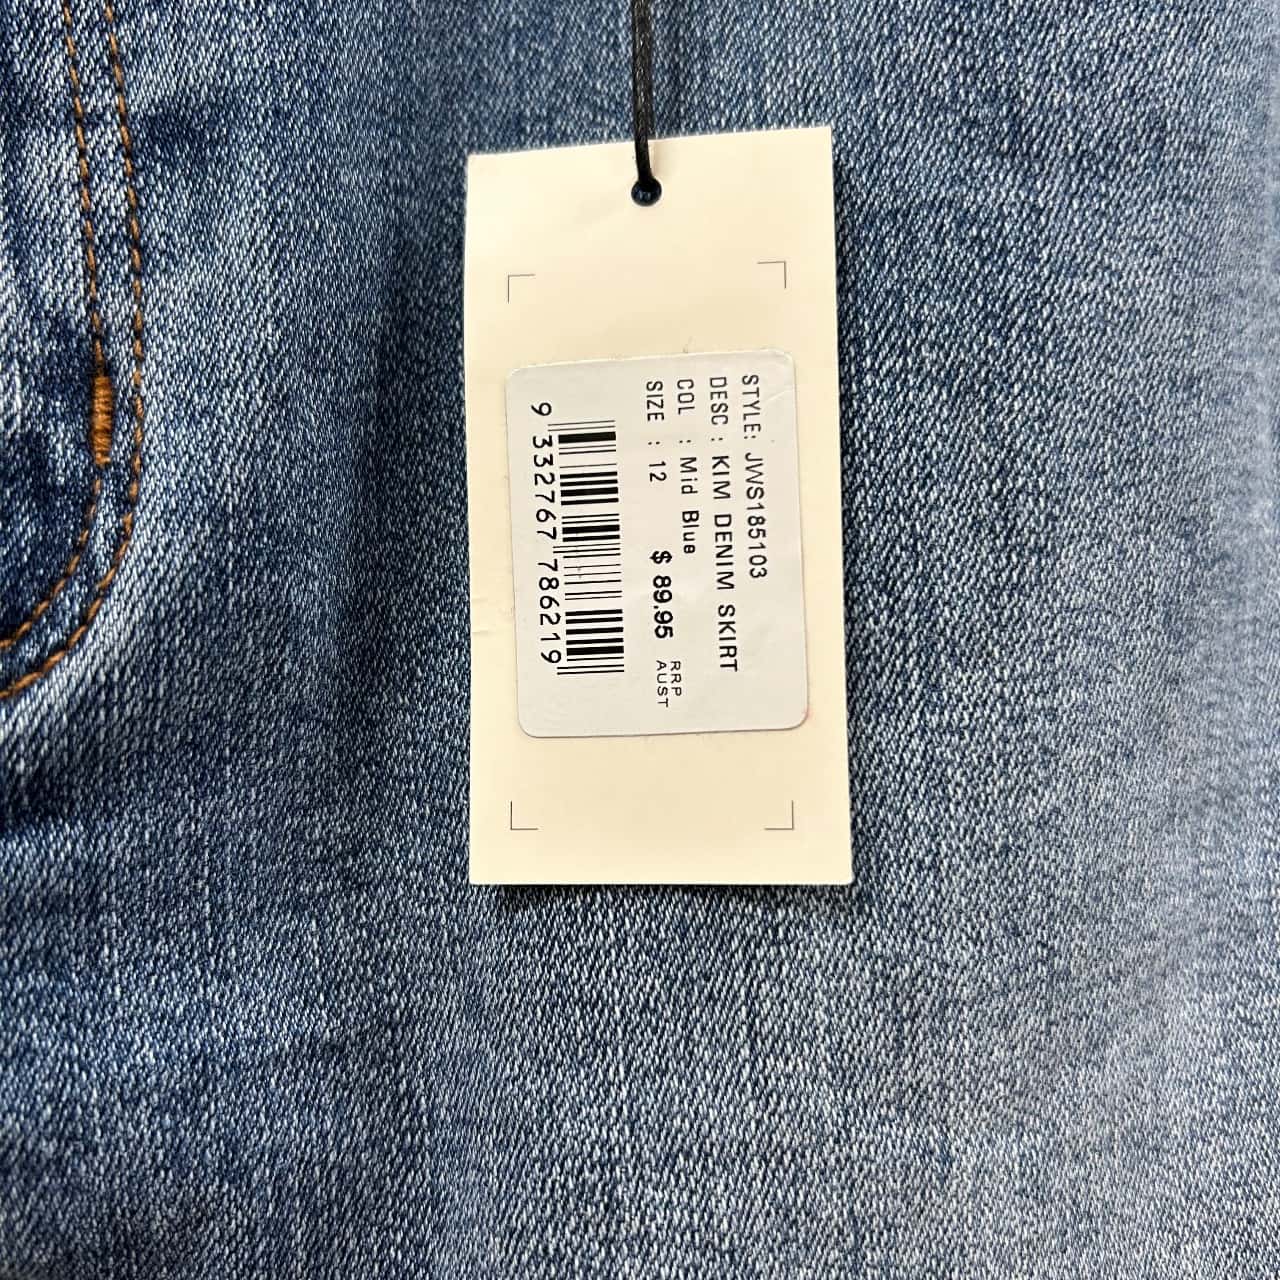 STYLE: JWS185103
DESC : KIM DENIM SKIRT
COL : Mid Blue
SIZE : 12
$ 89.95 RRP AUST
9 332767 786219